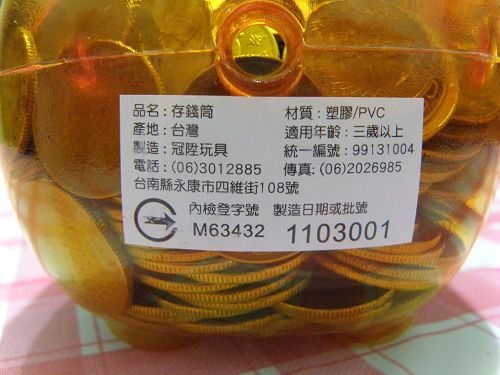 品名：存錢筒 材質：塑膠/PVC
產地：台灣 適用年齡：三歲以上
製造：冠陞玩具 統一編號：99131004
電話：(06)3012885 傳真：(06)2026985
台南縣永康市四維街108號
內檢登字號 製造日期或批號
M63432 1103001